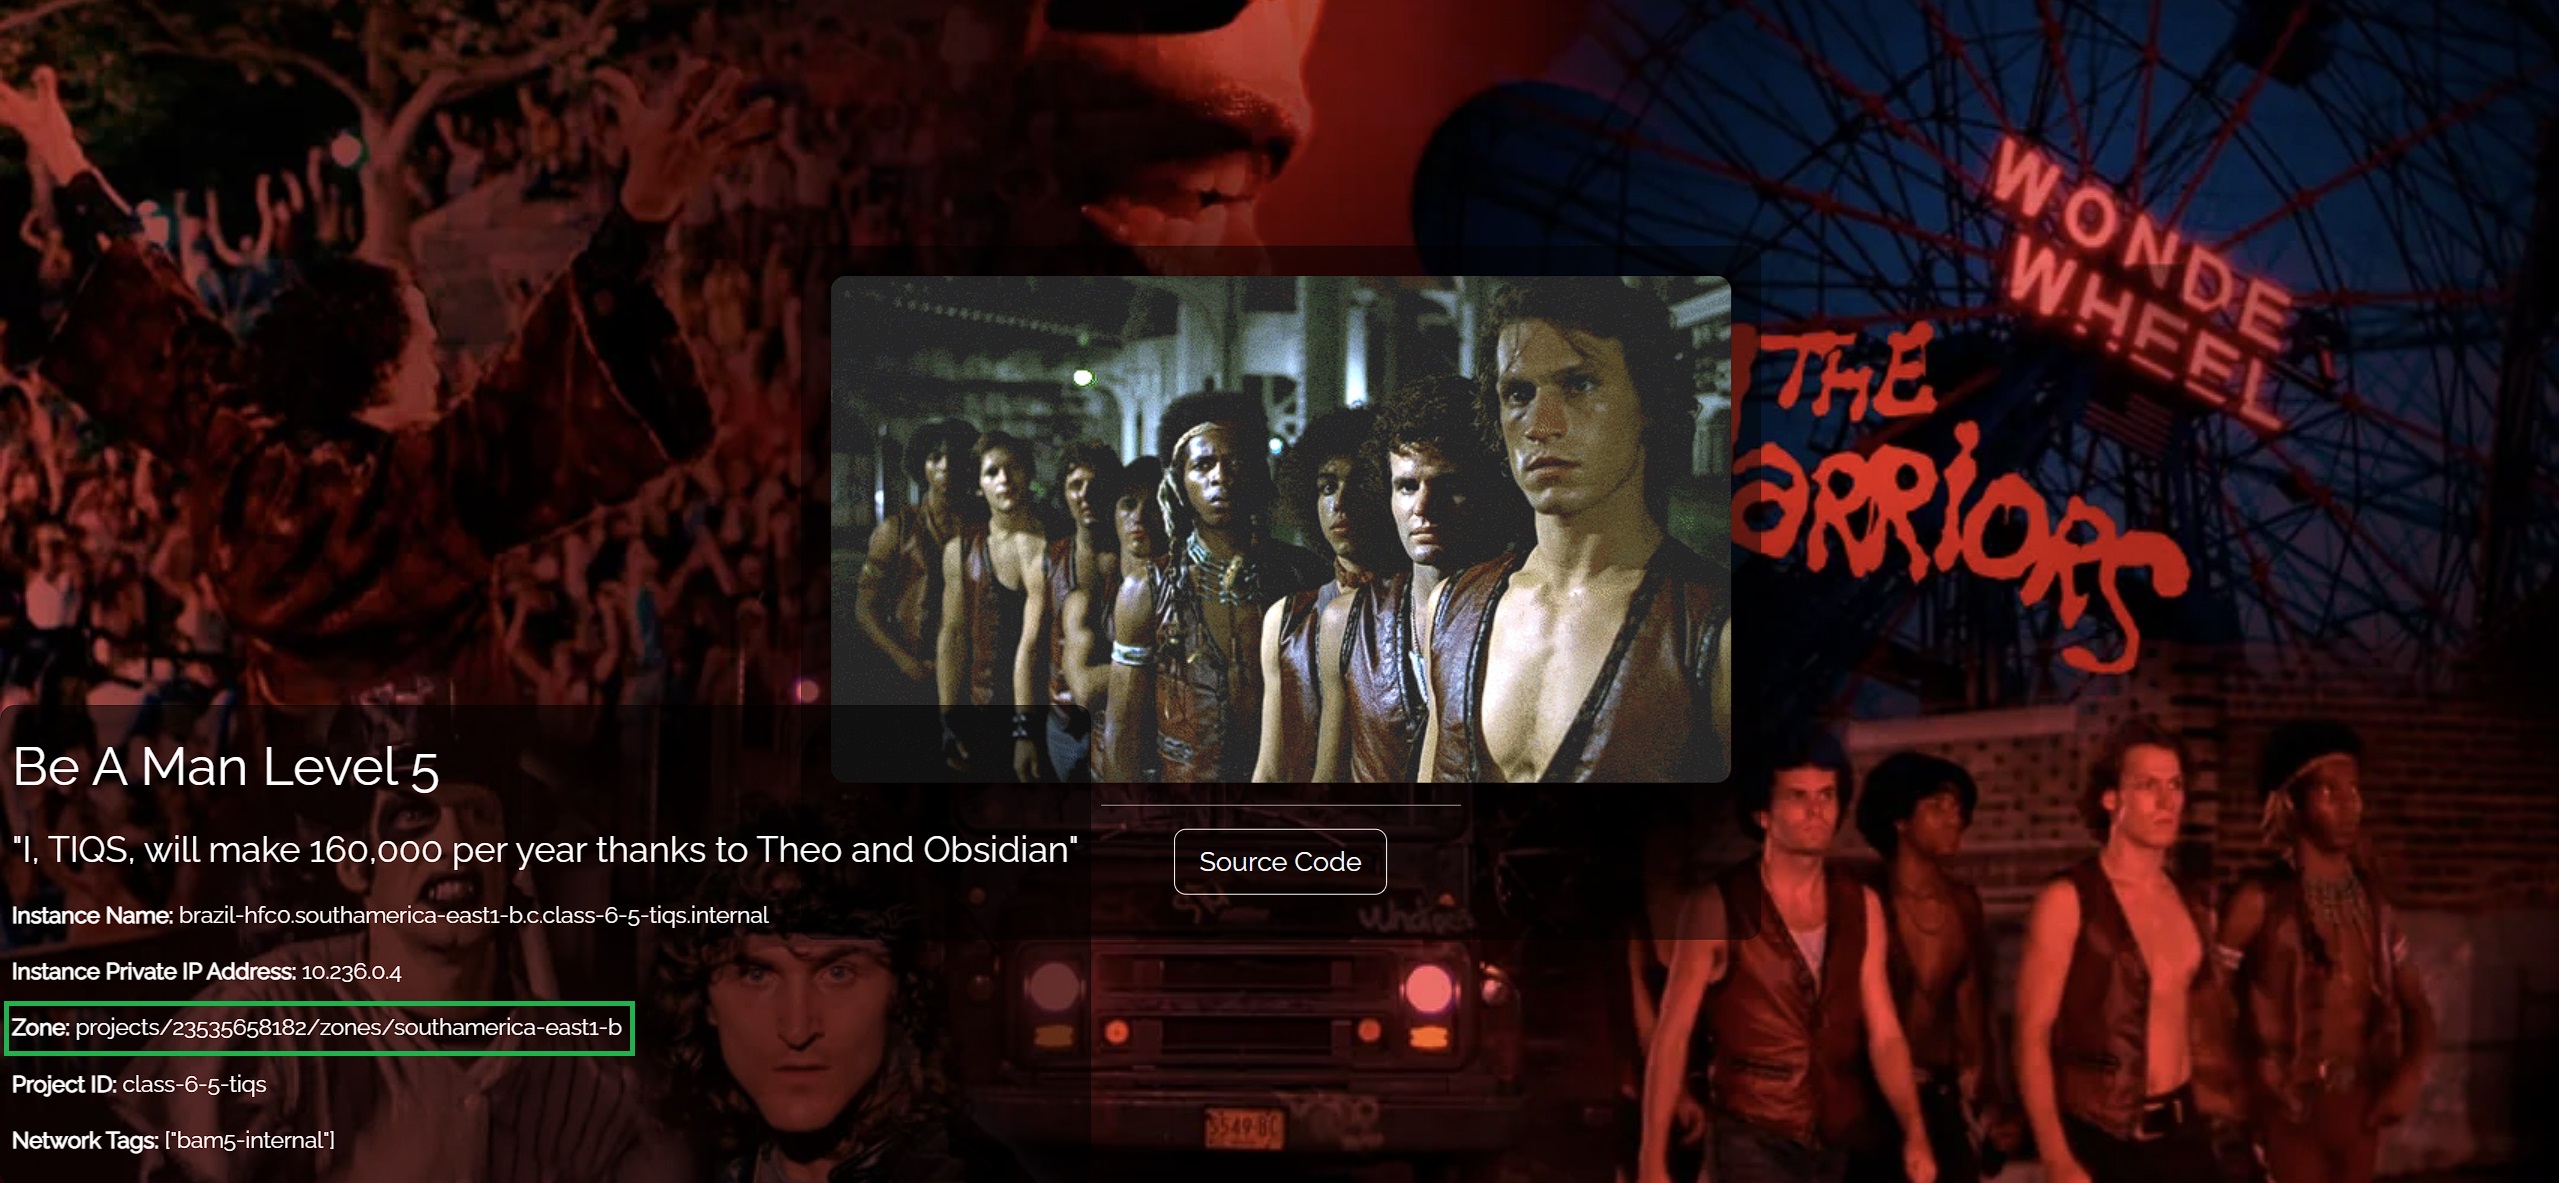 WONDE
WHEEL
THE
WARRIORS
Be A Man Level 5
"I, TIQS, will make 160,000 per year thanks to Theo and Obsidian"
Source Code
Instance Name: brazil-hfc0.southamerica-east1-b.c.class-6-5-tiqs.internal
Instance Private IP Address: 10.236.0.4
Zone: projects/23535658182/zones/southamerica-east1-b
Project ID: class-6-5-tiqs
Network Tags: ["bam5-internal"]